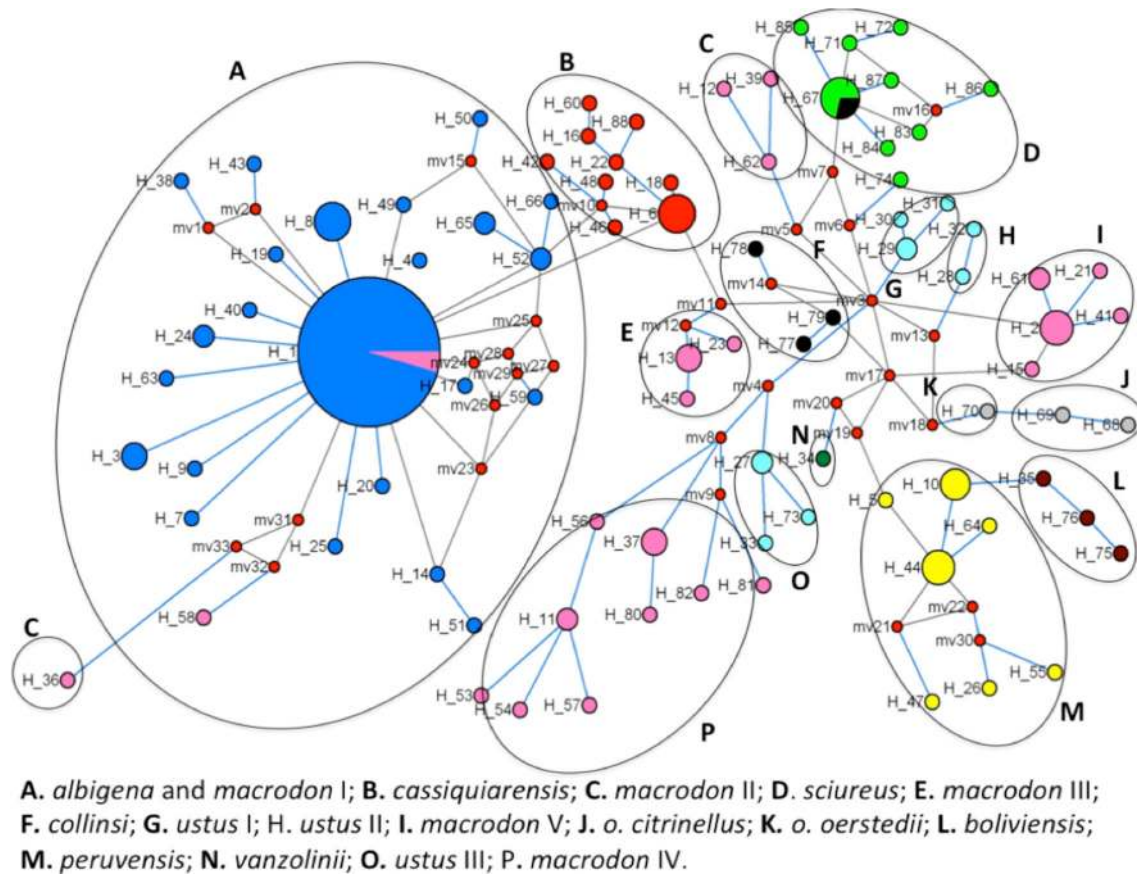 H_85
H_72
C
H_71
A
B
H_39
H_12
H_87
H_86
H_60
H_67
mv16
H_50
H_16
H_88
H_83
H_84
D
H_43
mv15
H_42
H_22
H_62
mv7
H_38
H_48
H_18
H_74
H_49
H_66
mv10
H_6
H_31
mv2
H_8
H_65
H_46
mv5
mv6
H_30
H_32
mv1
H_29
H
I
H_19
H_4
H_52
H_78
F
H_28
H_61
H_21
mv14
G
mv3
H_40
mv11
H_79
H_2
H_41
H_24
mv25
E
mv12
H_77
mv13
H_1
mv28
H_13
H_23
H_63
mv24
mv29
mv27
H_15
H_17
H_59
mv4
mv17
K
J
mv26
H_45
mv20
H_70
H_69
H_68
N
mv19
mv18
H_3
mv8
H_9
mv23
H_27
H_34
L
H_20
mv9
H_10
H_35
H_5
H_7
mv31
H_56
H_73
H_64
H_76
mv33
H_25
H_37
H_33
H_75
mv32
H_14
O
H_44
H_82
H_81
H_58
H_11
H_80
mv22
C
H_51
mv21
mv30
H_36
H_53
H_55
H_54
H_57
H_47
H_26
M
P
A. albigena and macrodon I; B. cassiquiarensis; C. macrodon II; D. sciureus; E. macrodon III;
F. collinsi; G. ustus I; H. ustus II; I. macrodon V; J. o. citrinellus; K. o. oerstedii; L. boliviensis;
M. peruvensis; N. vanzolinii; O. ustus III; P. macrodon IV.